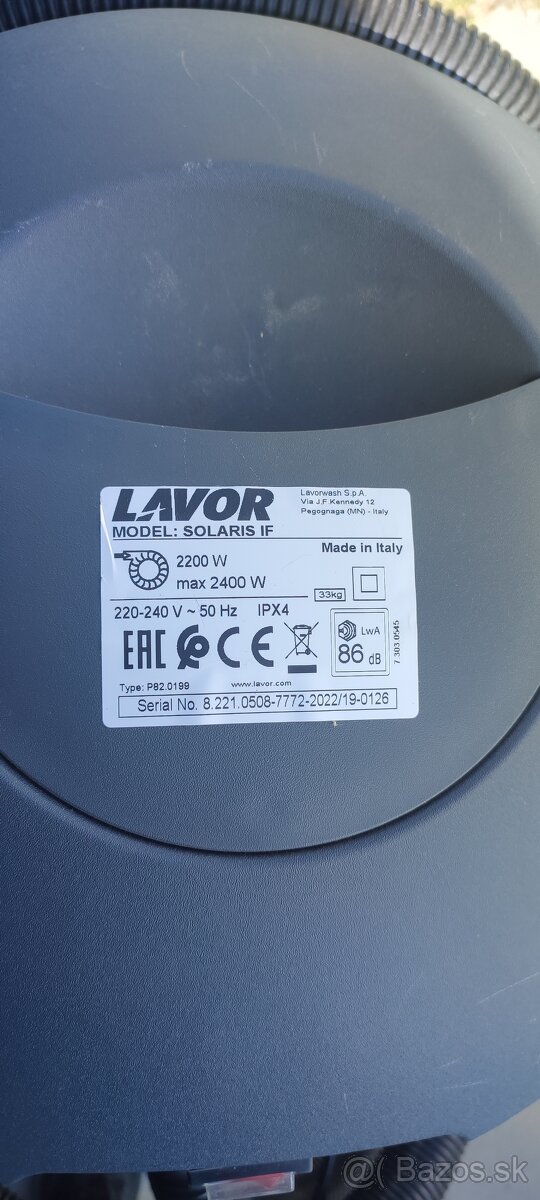 LAVOR
Lavorwash S.p.A.
Via J.F.Kennedy 12
Pegognaga (MN) - Italy
MODEL: SOLARIS IF
Made in Italy
2200 W
max 2400 W
33kg
220-240 V ~ 50 Hz IPX4
EAC CE
LwA
86 dB
7 303 0545
Type: P82.0199
www.lavor.com
Serial No. 8.221.0508-7772-2022/19-0126
@ Bazos.sk